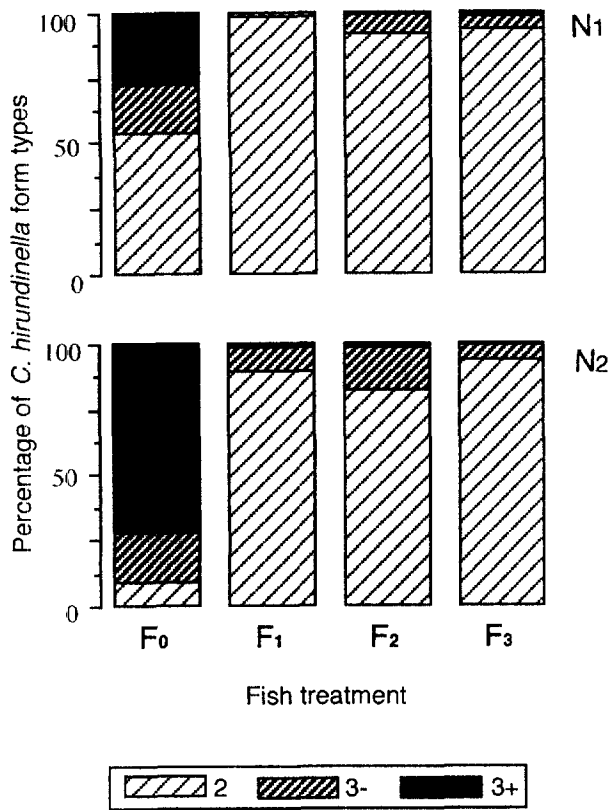 Percentage of C. hirundinella form types
100
50
0
N1
100
50
0
N2
F0 F1 F2 F3
Fish treatment
2 3- 3+